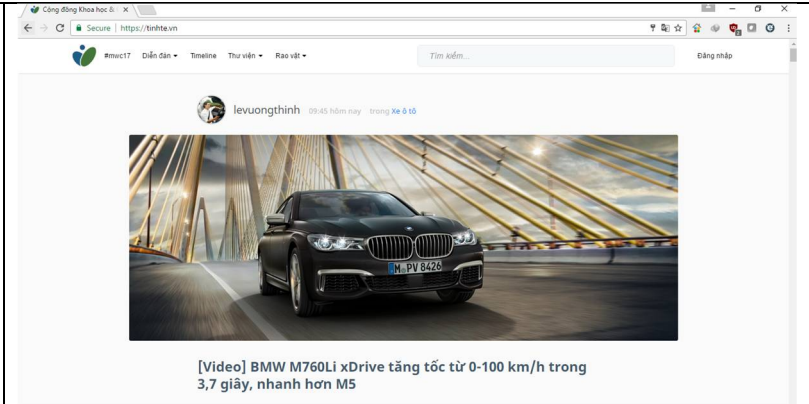 Cộng đồng Khoa học & 
Secure | https://tinhte.vn
#mwc17 Diễn đàn Timeline Thư viện Rao vặt Tìm kiếm... Đăng nhập
levuongthinh 09:45 hôm nay trong Xe ô tô
M PV 8426
[Video] BMW M760Li xDrive tăng tốc từ 0-100 km/h trong
3,7 giây, nhanh hơn M5